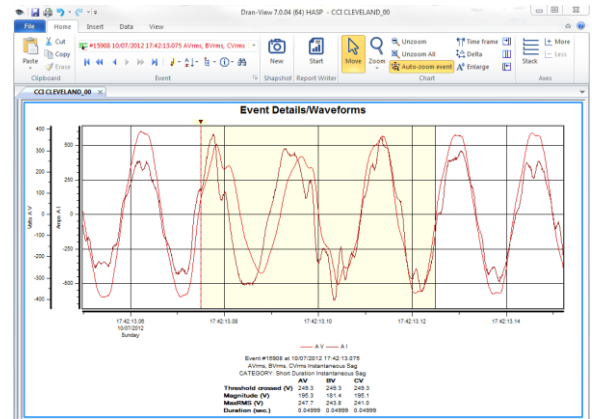 Dran-View 7.0.04 (64) HASP - CCI CLEVELAND_00
File Home Insert Data View
Paste Cut Copy Erase
Clipboard
#15908 10/07/2012 17:42:13.075 AVrms, BVrms, CVrms
Event
New
Snapshot
Start
Report Writer
Move Zoom
Unzoom
Unzoom All
Auto-zoom event
Time frame
Delta
Enlarge
Chart
Stack
More
Less
Axes
CCI CLEVELAND_00
Event Details/Waveforms
Volts A V
400
300
200
100
0
-100
-200
-300
-400
Amps A I
500
250
0
-250
-500
17:42:13.06 17:42:13.08 17:42:13.10 17:42:13.12 17:42:13.14
10/07/2012
Sunday
A V A I
Event #15908 at 10/07/2012 17:42:13.075
AVrms, BVrms, CVrms Instantaneous Sag
CATEGORY: Short Duration Instantaneous Sag
AV BV CV
Threshold crossed (V) 249.3 249.3 249.3
Magnitude (V) 195.3 181.4 195.1
MaxRMS (V) 247.7 243.8 241.0
Duration (sec.) 0.04999 0.04999 0.04999